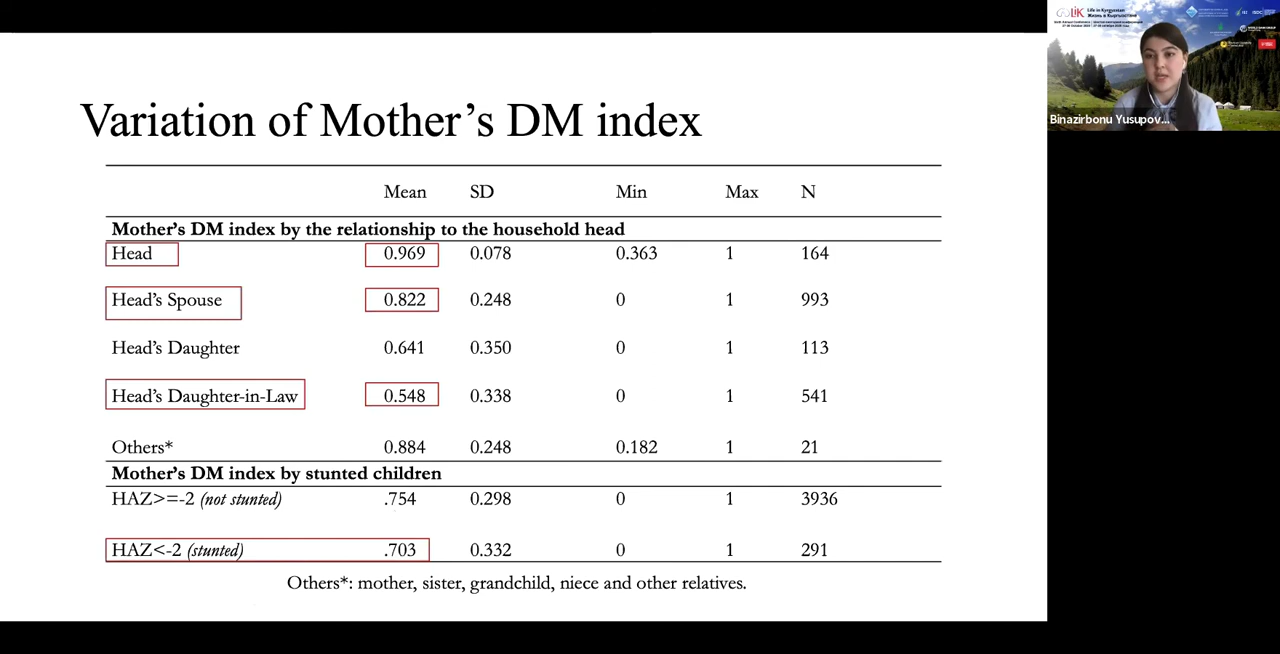 Variation of Mother's DM index
Mean SD Min Max N
Mother's DM index by the relationship to the household head
Head 0.969 0.078 0.363 1 164
Head's Spouse 0.822 0.248 0 1 993
Head's Daughter 0.641 0.350 0 1 113
Head's Daughter-in-Law 0.548 0.338 0 1 541
Others* 0.884 0.248 0.182 1 21
Mother's DM index by stunted children
HAZ>=-2 (not stunted) .754 0.298 0 1 3936
HAZ<-2 (stunted) .703 0.332 0 1 291
Others*: mother, sister, grandchild, niece and other relatives.
LiK Life in Kyrgyzstan
Жизнь в Кыргызстане
Binazirbonu Yusupov...